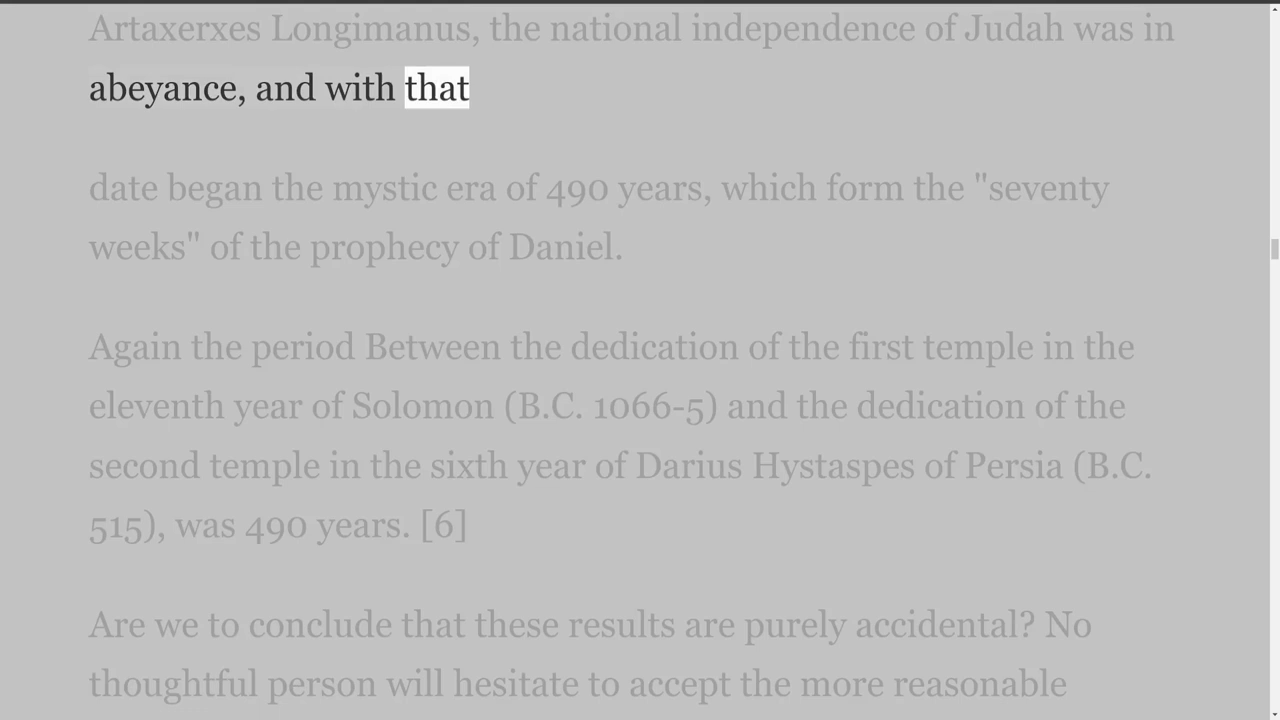 Artaxerxes Longimanus, the national independence of Judah was in
abeyance, and with that
date began the mystic era of 490 years, which form the "seventy
weeks" of the prophecy of Daniel.
Again the period Between the dedication of the first temple in the
eleventh year of Solomon (B.C. 1066-5) and the dedication of the
second temple in the sixth year of Darius Hystaspes of Persia (B.C.
515), was 490 years. [6]
Are we to conclude that these results are purely accidental? No
thoughtful person will hesitate to accept the more reasonable